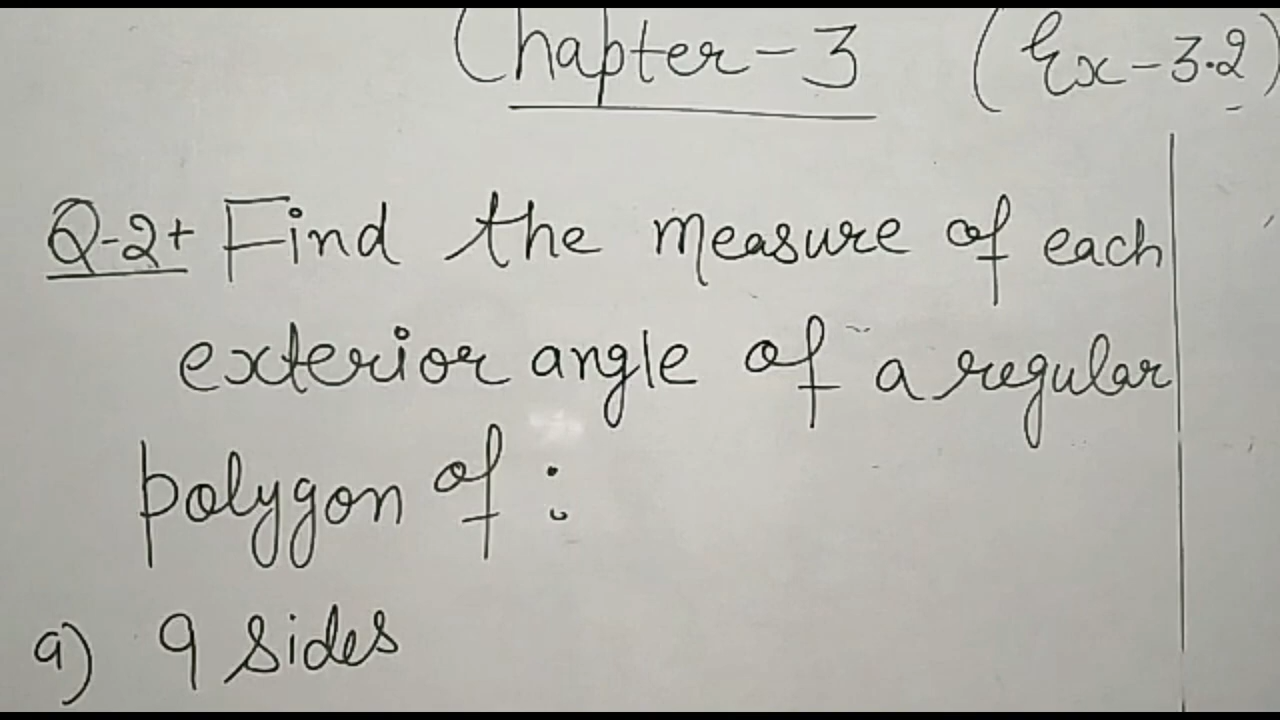 Chapter-3 (Ex-3.2)
Q-2+ Find the measure of each
exterior angle of a regular
polygon of :
a) 9 sides